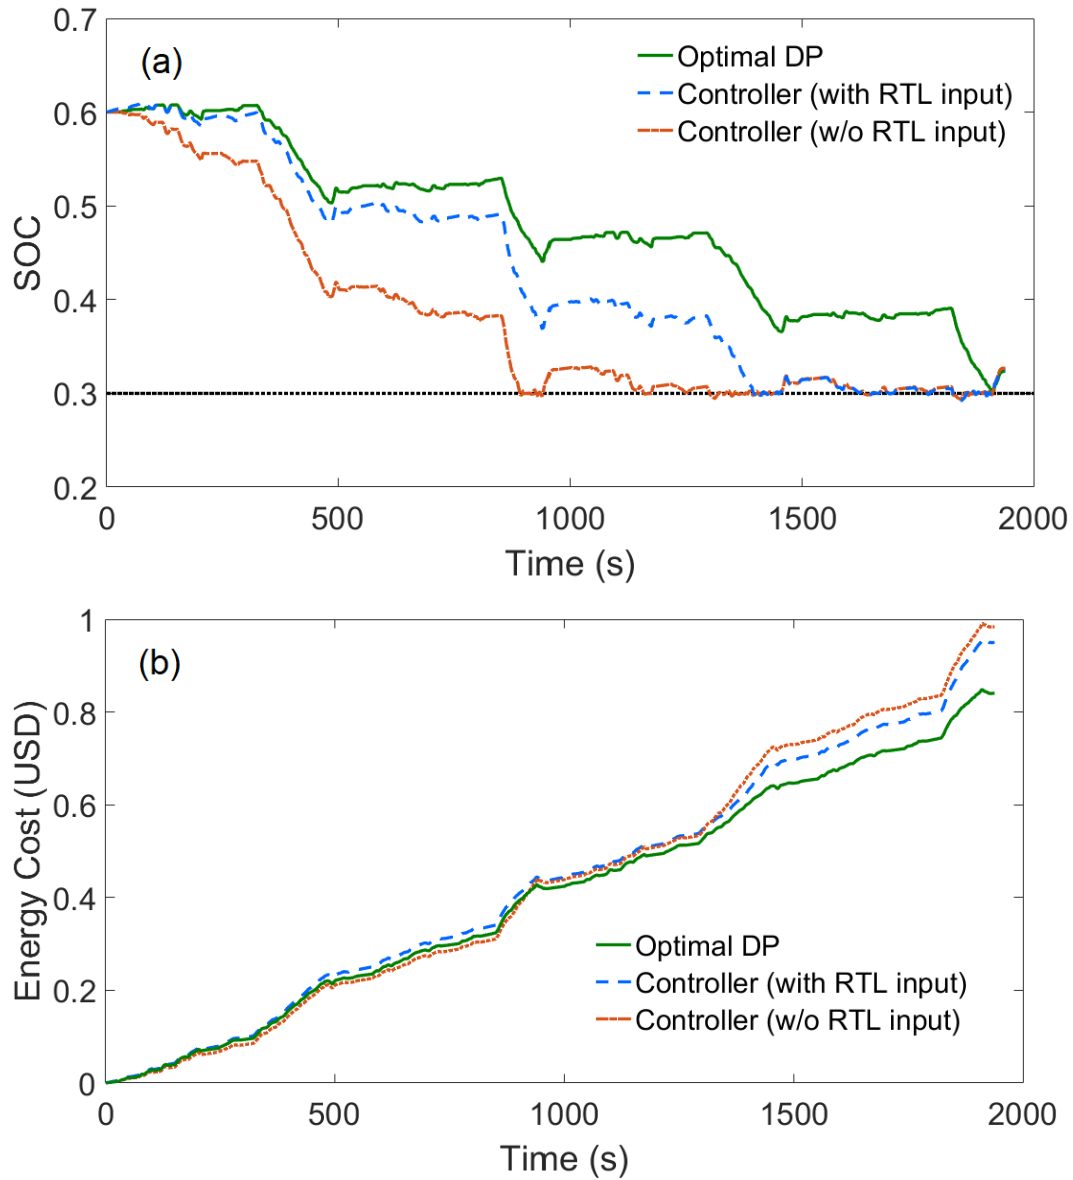 (a)
Optimal DP
Controller (with RTL input)
Controller (w/o RTL input)
0.7
0.6
0.5
0.4
0.3
0.2
SOC
0 500 1000 1500 2000
Time (s)
(b)
1
0.8
0.6
0.4
0.2
0
Energy Cost (USD)
Optimal DP
Controller (with RTL input)
Controller (w/o RTL input)
0 500 1000 1500 2000
Time (s)